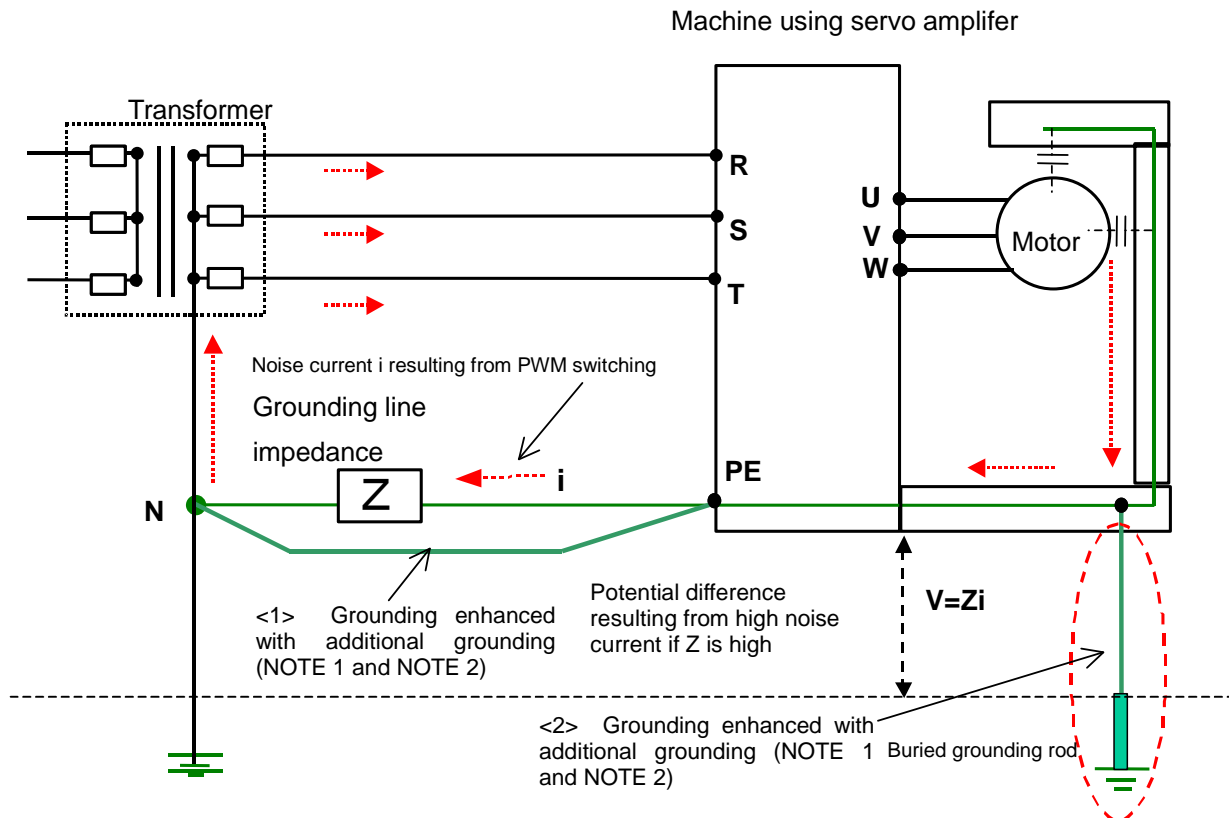 Machine using servo amplifer
Transformer
R
S
T
U
V
W
Motor
Noise current i resulting from PWM switching
Grounding line
impedance
Z
i
PE
N
<1> Grounding enhanced
with additional grounding
(NOTE 1 and NOTE 2)
Potential difference
resulting from high noise
current if Z is high
V=Zi
<2> Grounding enhanced with
additional grounding (NOTE 1
and NOTE 2)
Buried grounding rod